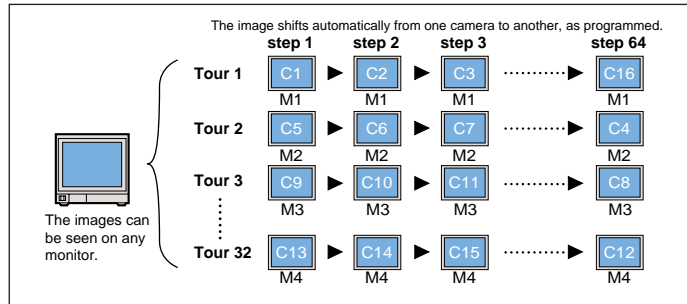 The image shifts automatically from one camera to another, as programmed.
step 1 step 2 step 3 step 64
Tour 1 C1 C2 C3 C16
M1 M1 M1 M1
Tour 2 C5 C6 C7 C4
M2 M2 M2 M2
Tour 3 C9 C10 C11 C8
M3 M3 M3 M3
The images can
be seen on any
monitor.
Tour 32 C13 C14 C15 C12
M4 M4 M4 M4